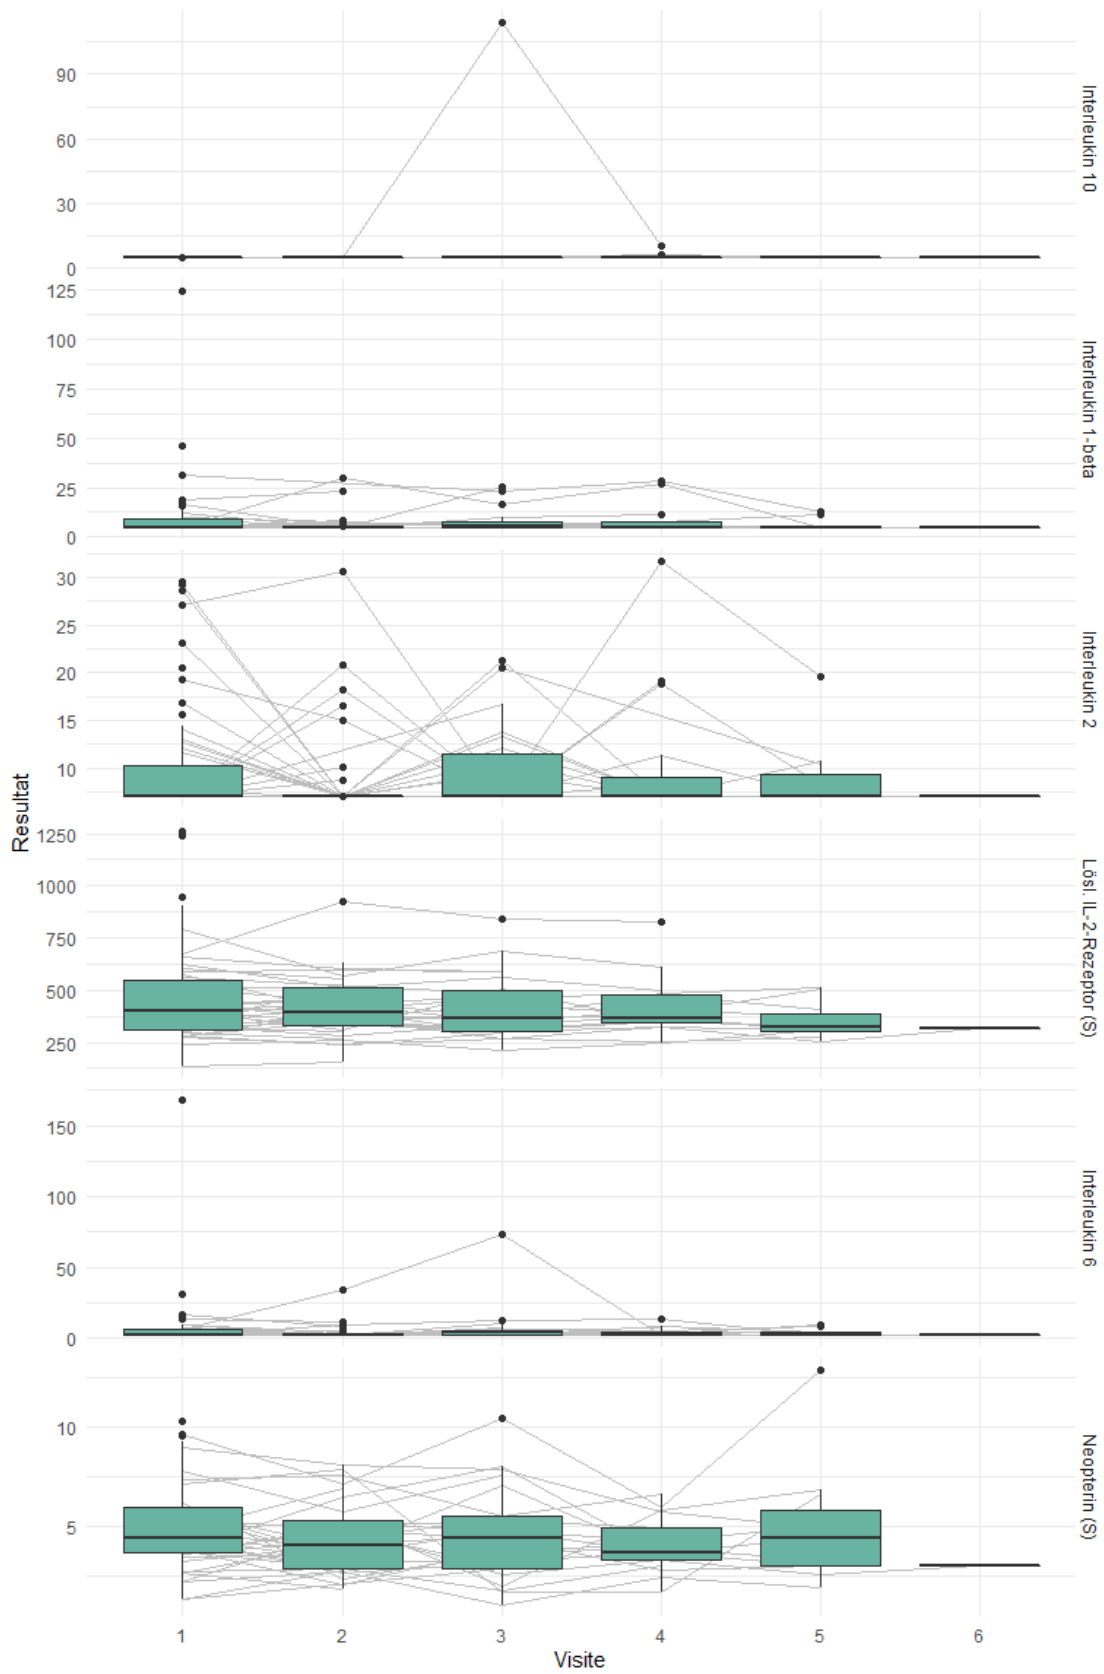 90
60
30
0
Interleukin 10
125
100
75
50
25
0
Interleukin 1-beta
30
25
20
15
10
Interleukin 2
Resultat
1250
1000
750
500
250
Lösl. IL-2-Rezeptor (S)
150
100
50
0
Interleukin 6
10
5
Neopterin (S)
1 2 3 4 5 6
Visite